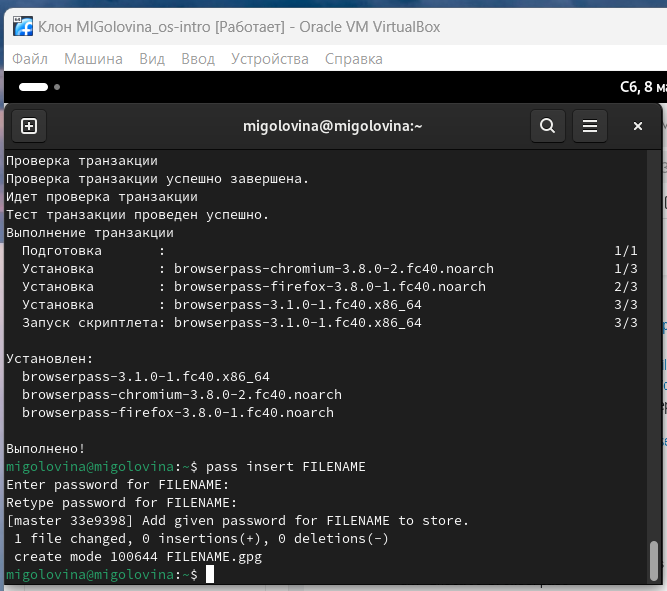 Клон MIGolovina_os-intro [Работает] - Oracle VM VirtualBox
Файл Машина Вид Ввод Устройства Справка
Сб, 8 ма
migolovina@migolovina:~
Проверка транзакции
Проверка транзакции успешно завершена.
Идет проверка транзакции
Тест транзакции проведен успешно.
Выполнение транзакции
Подготовка : 1/1
Установка : browserpass-chromium-3.8.0-2.fc40.noarch 1/3
Установка : browserpass-firefox-3.8.0-1.fc40.noarch 2/3
Установка : browserpass-3.1.0-1.fc40.x86_64 3/3
Запуск скриптлета: browserpass-3.1.0-1.fc40.x86_64 3/3
Установлен:
browserpass-3.1.0-1.fc40.x86_64
browserpass-chromium-3.8.0-2.fc40.noarch
browserpass-firefox-3.8.0-1.fc40.noarch
Выполнено!
migolovina@migolovina:~$ pass insert FILENAME
Enter password for FILENAME:
Retype password for FILENAME:
[master 33e9398] Add given password for FILENAME to store.
1 file changed, 0 insertions(+), 0 deletions(-)
create mode 100644 FILENAME.gpg
migolovina@migolovina:~$